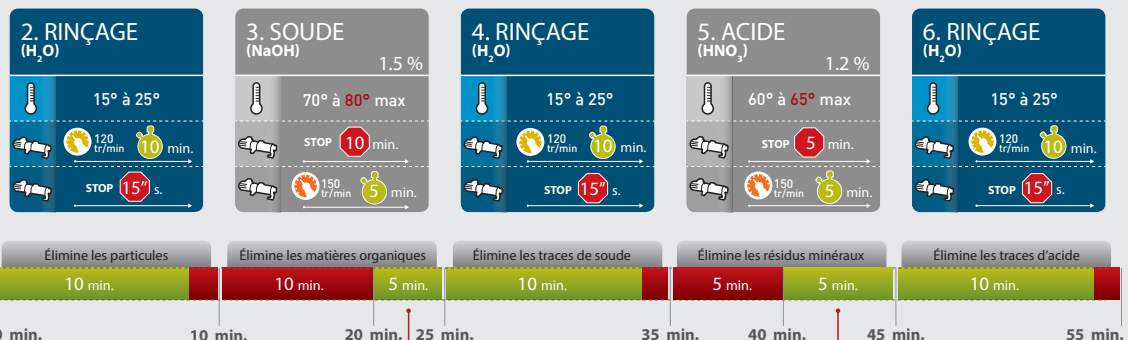 2. RINÇAGE
(H₂O)
15° à 25°
120 tr/min 10 min.
STOP 15" s.
3. SOUDE
(NaOH)
1.5 %
70° à 80° max
STOP 10 min.
150 tr/min 5 min.
4. RINÇAGE
(H₂O)
15° à 25°
120 tr/min 10 min.
STOP 15" s.
5. ACIDE
(HNO₃)
1.2 %
60° à 65° max
STOP 5 min.
150 tr/min 5 min.
6. RINÇAGE
(H₂O)
15° à 25°
120 tr/min 10 min.
STOP 15" s.
Élimine les particules
Élimine les matières organiques
Élimine les traces de soude
Élimine les résidus minéraux
Élimine les traces d’acide
10 min.
10 min.
5 min.
10 min.
5 min.
5 min.
10 min.
0 min.
10 min.
20 min.
25 min.
35 min.
40 min.
45 min.
55 min.